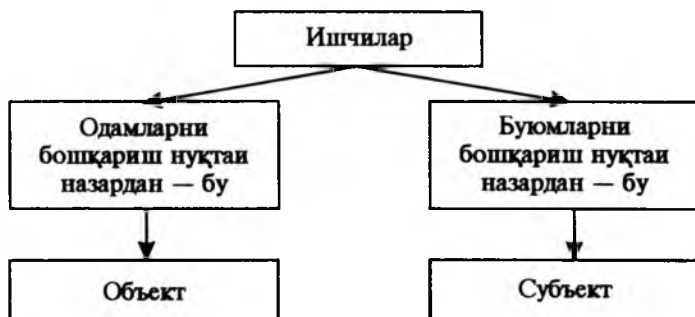 Ишчилар
Одамларни
бошқариш нуқтаи
назардан — бу
Буюмларни
бошқариш нуқтаи
назардан — бу
Объект
Субъект